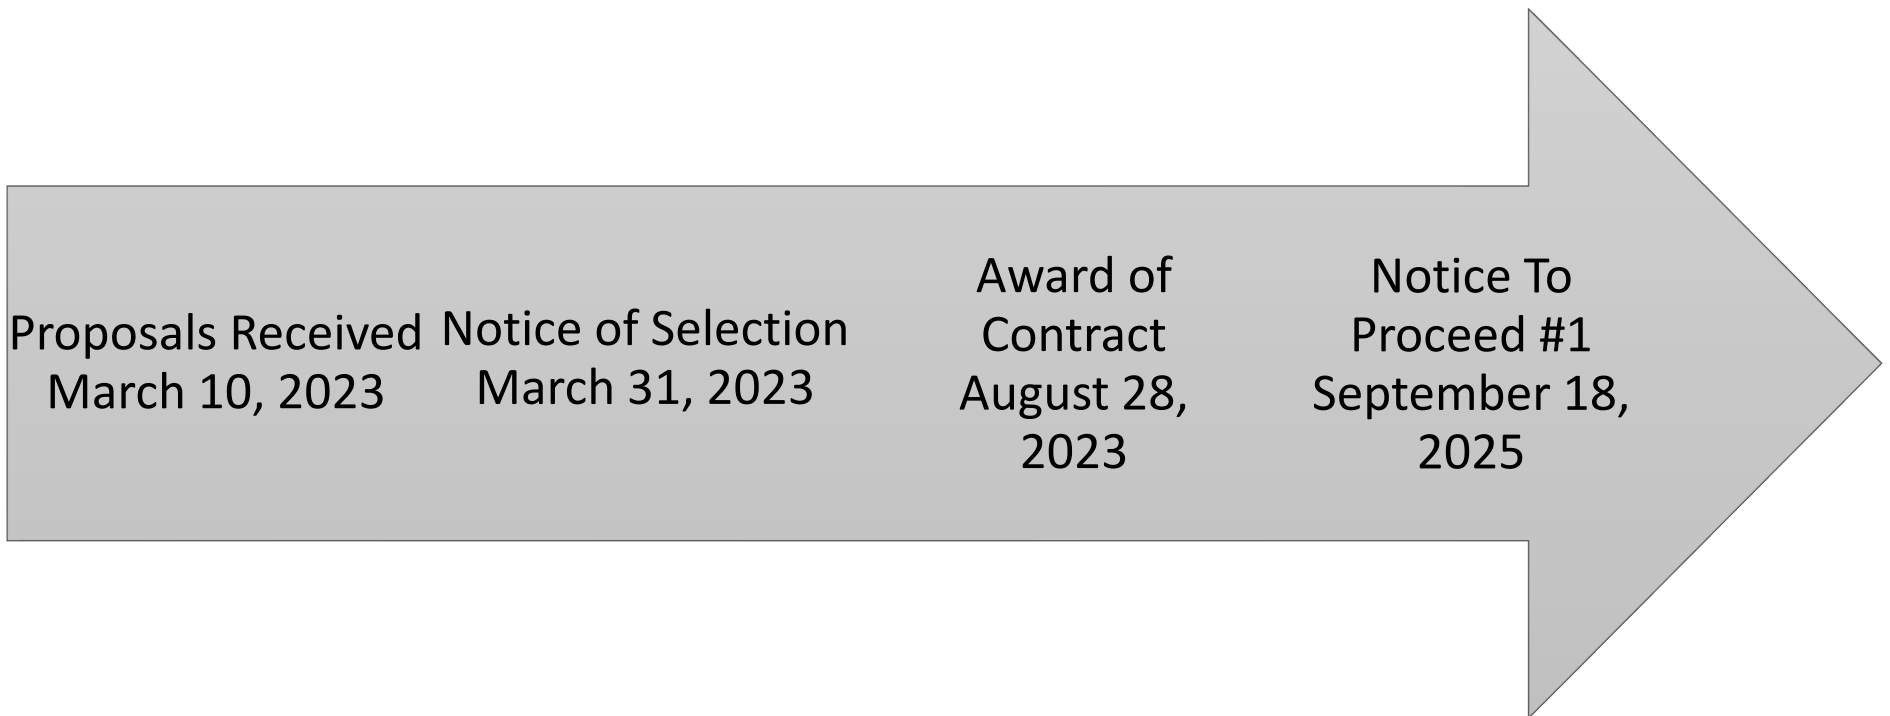 Proposals Received
March 10, 2023
Notice of Selection
March 31, 2023
Award of
Contract
August 28,
2023
Notice To
Proceed #1
September 18,
2025